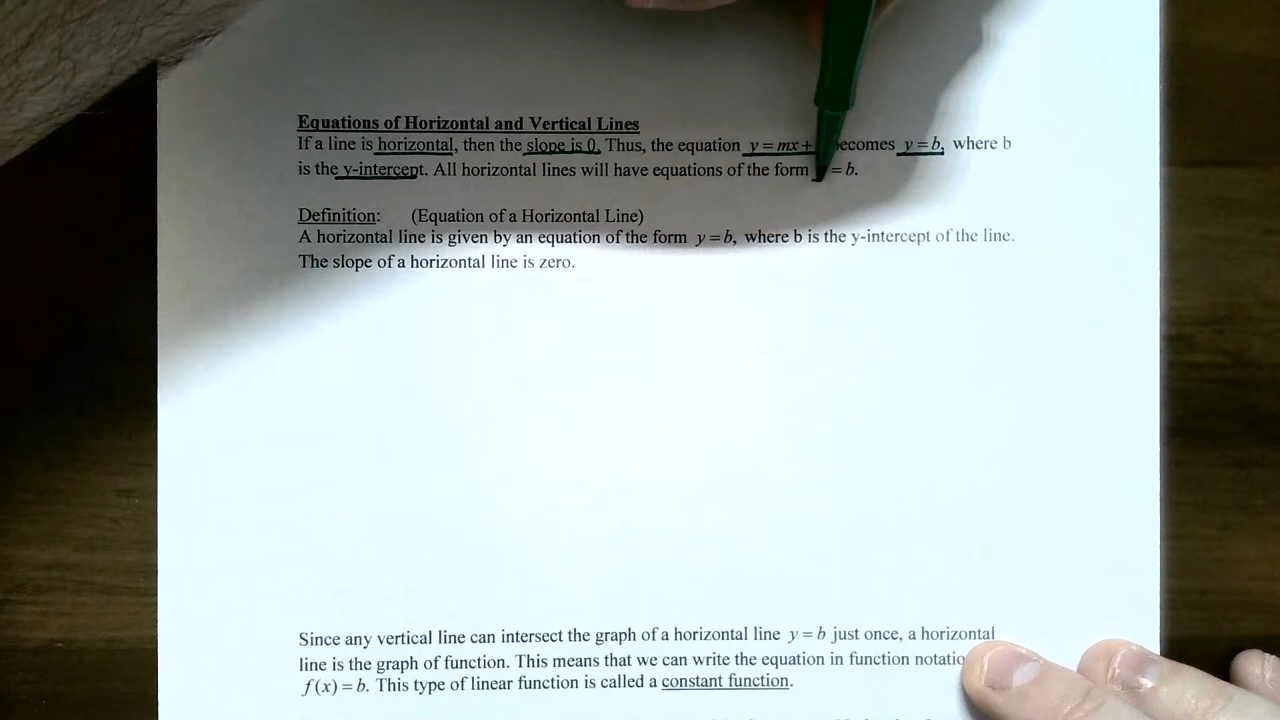 Equations of Horizontal and Vertical Lines
If a line is horizontal, then the slope is 0. Thus, the equation y = mx + becomes y = b, where b
is the y-intercept. All horizontal lines will have equations of the form = b.
Definition: (Equation of a Horizontal Line)
A horizontal line is given by an equation of the form y = b, where b is the y-intercept of the line.
The slope of a horizontal line is zero.
Since any vertical line can intersect the graph of a horizontal line y = b just once, a horizontal
line is the graph of function. This means that we can write the equation in function notatio
f(x) = b. This type of linear function is called a constant function.